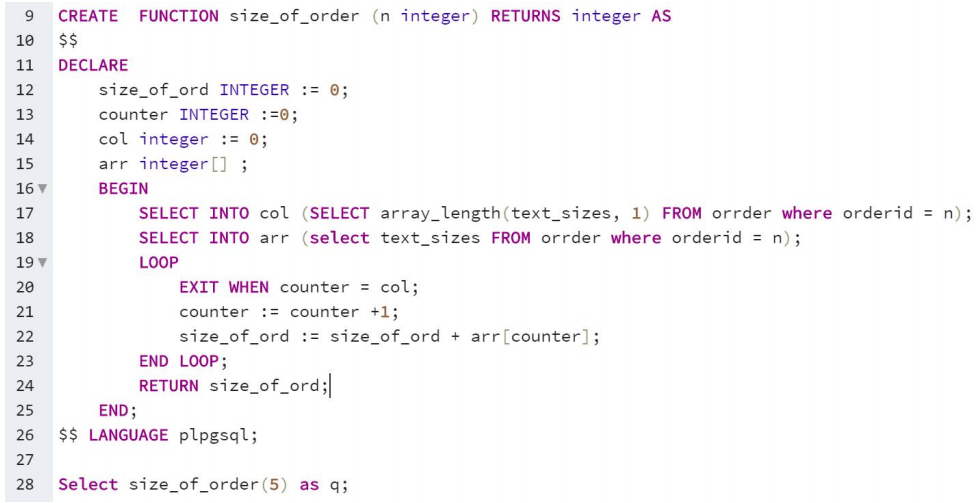 9 CREATE  FUNCTION size_of_order (n integer) RETURNS integer AS
10 $$
11 DECLARE
12     size_of_ord INTEGER := 0;
13     counter INTEGER :=0;
14     col integer := 0;
15     arr integer[] ;
16     BEGIN
17         SELECT INTO col (SELECT array_length(text_sizes, 1) FROM orrder where orderid = n);
18         SELECT INTO arr (select text_sizes FROM orrder where orderid = n);
19         LOOP
20             EXIT WHEN counter = col;
21             counter := counter +1;
22             size_of_ord := size_of_ord + arr[counter];
23         END LOOP;
24         RETURN size_of_ord;
25     END;
26 $$ LANGUAGE plpgsql;
27
28 Select size_of_order(5) as q;